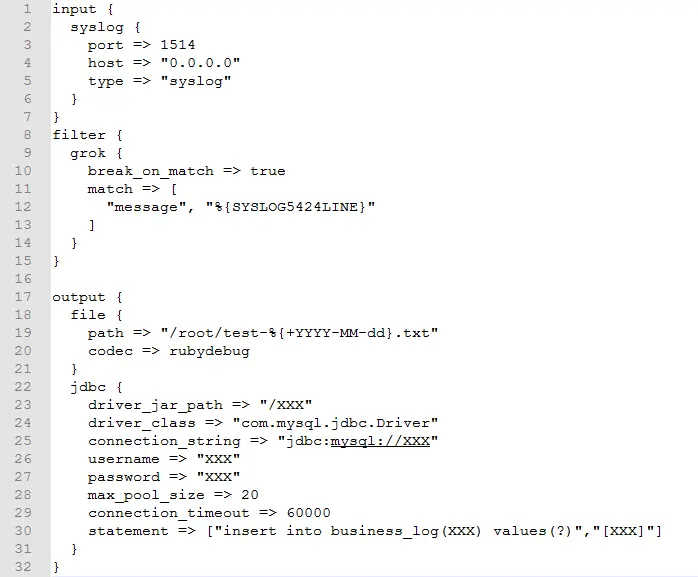 1 input {
2   syslog {
3     port => 1514
4     host => "0.0.0.0"
5     type => "syslog"
6   }
7 }
8 filter {
9   grok {
10     break_on_match => true
11     match => [
12       "message", "%{SYSLOG5424LINE}"
13     ]
14   }
15 }
16
17 output {
18   file {
19     path => "/root/test-%{+YYYY-MM-dd}.txt"
20     codec => rubydebug
21   }
22   jdbc {
23     driver_jar_path => "/XXX"
24     driver_class => "com.mysql.jdbc.Driver"
25     connection_string => "jdbc:mysql://XXX"
26     username => "XXX"
27     password => "XXX"
28     max_pool_size => 20
29     connection_timeout => 60000
30     statement => ["insert into business_log(XXX) values(?)","[XXX]"]
31   }
32 }